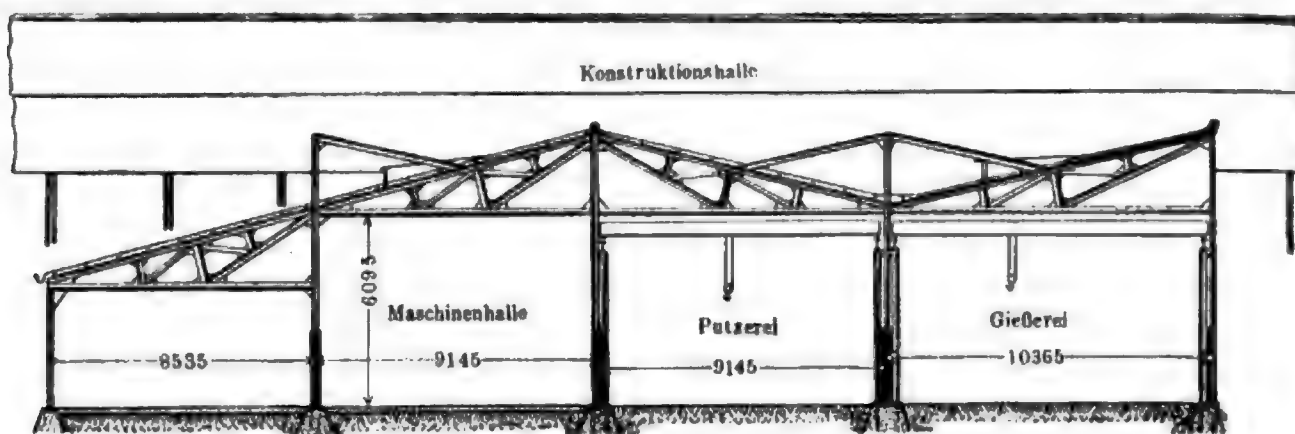 Konstruktionshalle
6095
Maschinenhalle
Putzerei
Gießerei
8535
9145
9145
10365